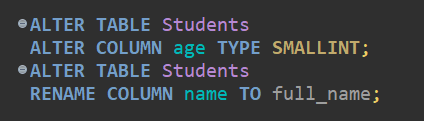 ALTER TABLE Students
ALTER COLUMN age TYPE SMALLINT;
ALTER TABLE Students
RENAME COLUMN name TO full_name;